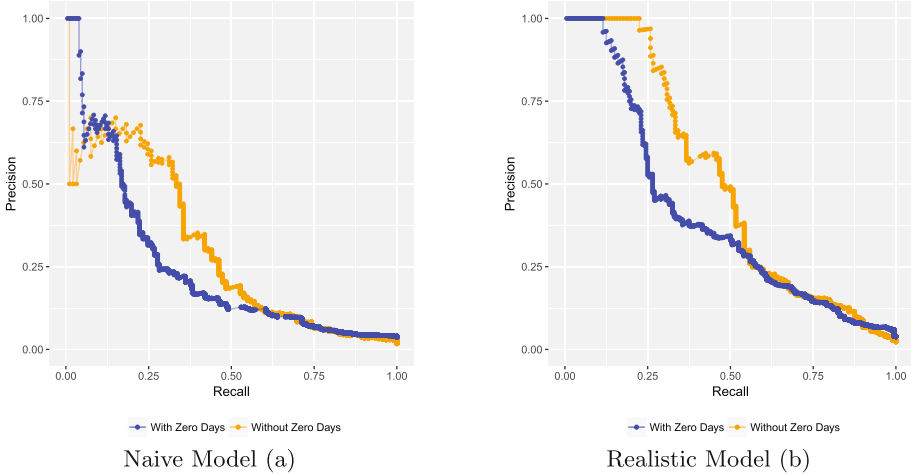 1.00
0.75
0.50
0.25
0.00
Precision
0.00 0.25 0.50 0.75 1.00
Recall
With Zero Days Without Zero Days
Naive Model (a)
1.00
0.75
0.50
0.25
0.00
Precision
0.00 0.25 0.50 0.75 1.00
Recall
With Zero Days Without Zero Days
Realistic Model (b)